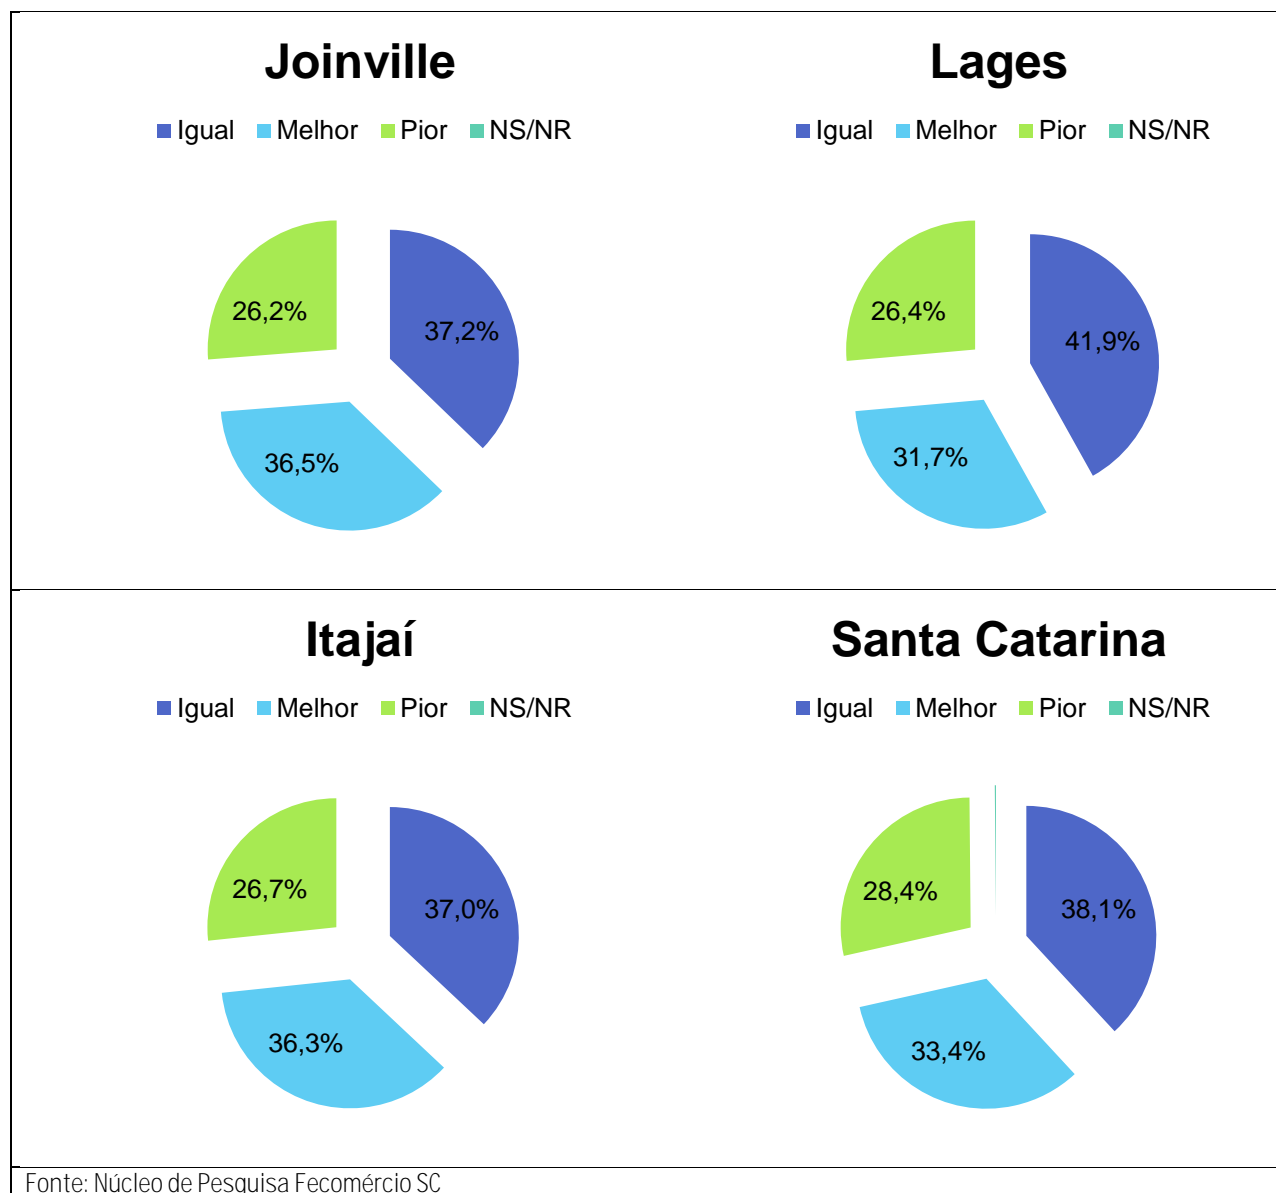 Joinville
Igual Melhor Pior NS/NR
26,2%
37,2%
36,5%
Lages
Igual Melhor Pior NS/NR
26,4%
41,9%
31,7%
Itajaí
Igual Melhor Pior NS/NR
26,7%
37,0%
36,3%
Santa Catarina
Igual Melhor Pior NS/NR
28,4%
38,1%
33,4%
Fonte: Núcleo de Pesquisa Fecomércio SC